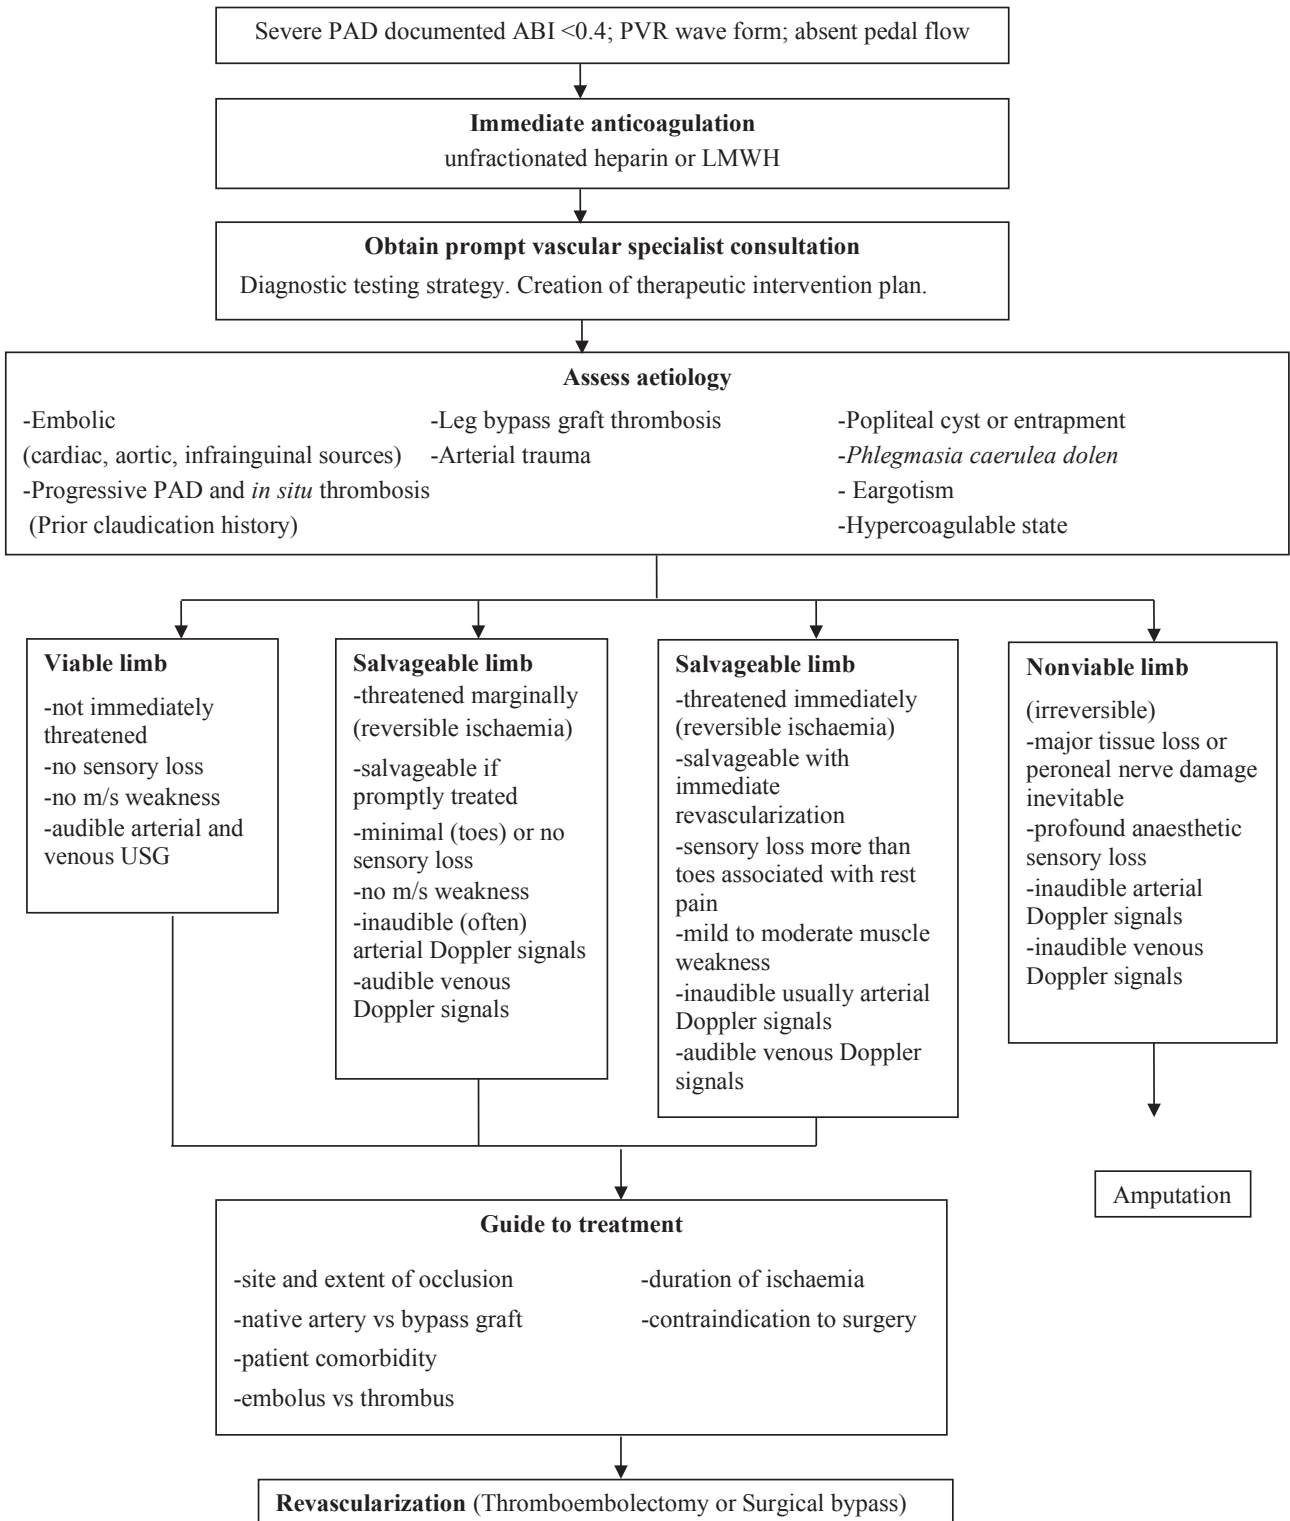 Severe PAD documented ABI <0.4; PVR wave form; absent pedal flow
Immediate anticoagulation
unfractionated heparin or LMWH
Obtain prompt vascular specialist consultation
Diagnostic testing strategy. Creation of therapeutic intervention plan.
Assess aetiology
-Embolic
(cardiac, aortic, infrainguinal sources)
-Progressive PAD and in situ thrombosis
(Prior claudication history)
-Leg bypass graft thrombosis
-Arterial trauma
-Popliteal cyst or entrapment
-Phlegmasia caerulea dolen
- Eargotism
-Hypercoagulable state
Viable limb
-not immediately
threatened
-no sensory loss
-no m/s weakness
-audible arterial and
venous USG
Salvageable limb
-threatened marginally
(reversible ischaemia)
-salvageable if
promptly treated
-minimal (toes) or no
sensory loss
-no m/s weakness
-inaudible (often)
arterial Doppler signals
-audible venous
Doppler signals
Salvageable limb
-threatened immediately
(reversible ischaemia)
-salvageable with
immediate
revascularization
-sensory loss more than
toes associated with rest
pain
-mild to moderate muscle
weakness
-inaudible usually arterial
Doppler signals
-audible venous Doppler
signals
Nonviable limb
(irreversible)
-major tissue loss or
peroneal nerve damage
inevitable
-profound anaesthetic
sensory loss
-inaudible arterial
Doppler signals
-inaudible venous
Doppler signals
Amputation
Guide to treatment
-site and extent of occlusion
-native artery vs bypass graft
-patient comorbidity
-embolus vs thrombus
-duration of ischaemia
-contraindication to surgery
Revascularization (Thromboembolectomy or Surgical bypass)